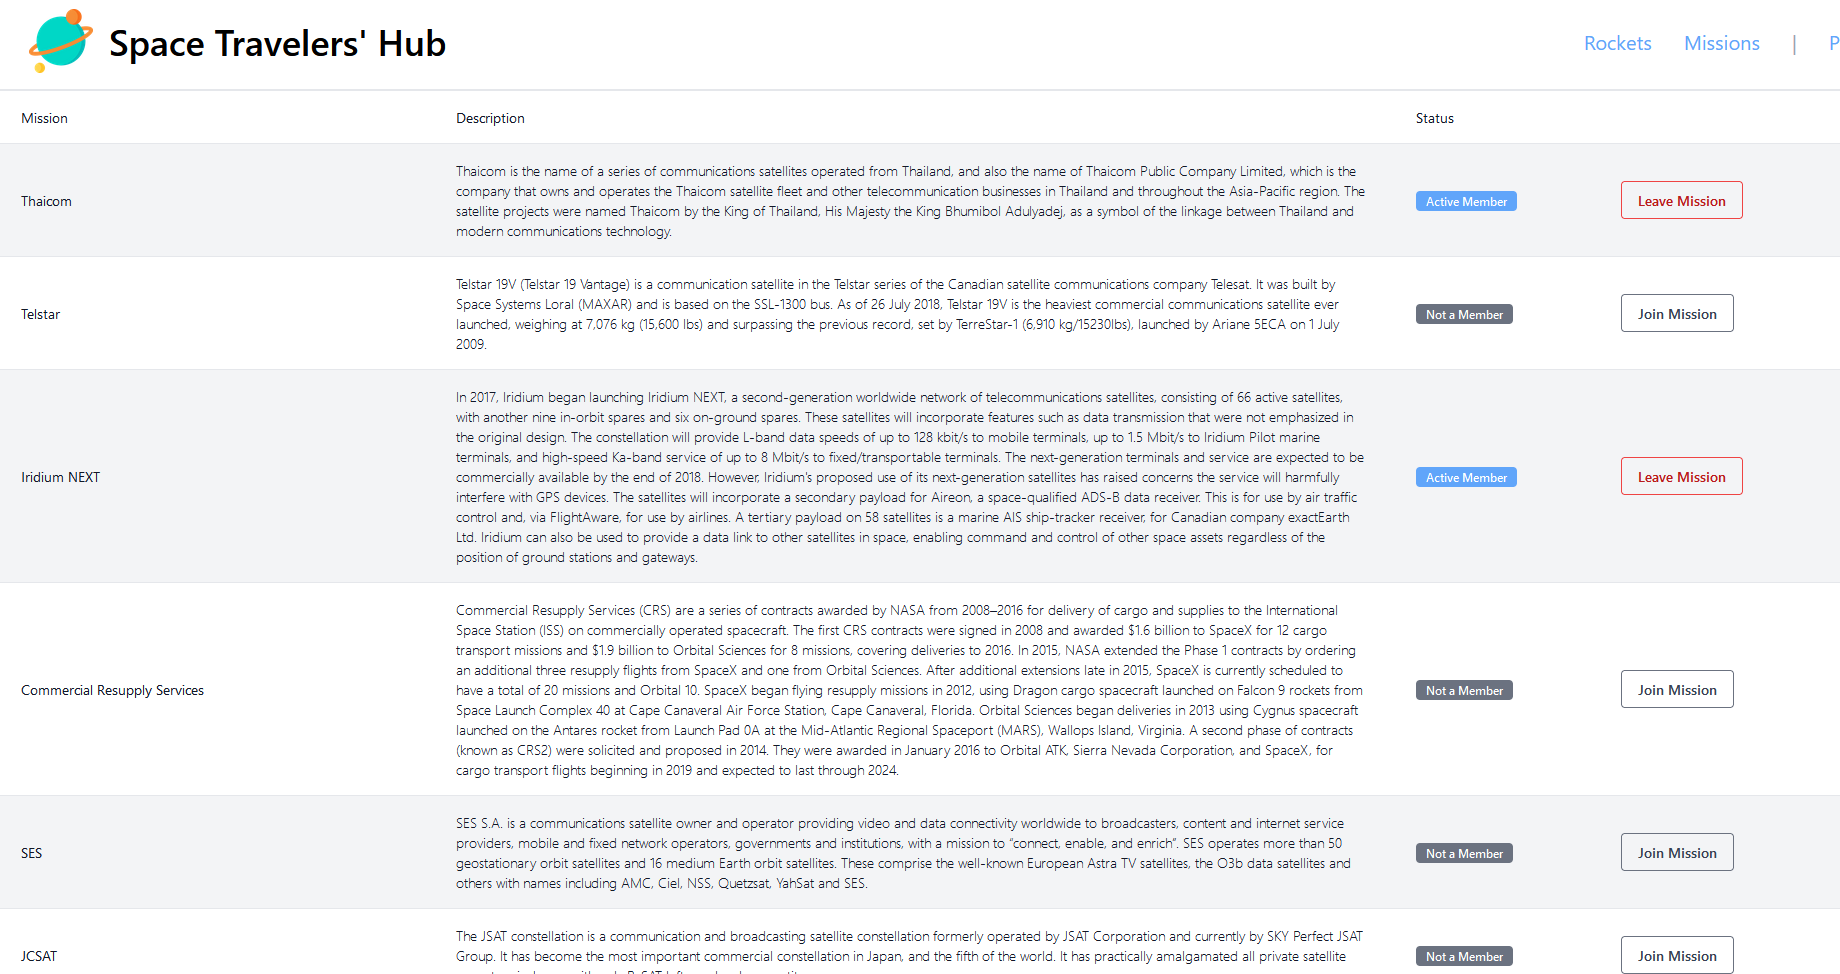 Space Travelers' Hub
Rockets Missions | P
Mission Description Status
Thaicom
Thaicom is the name of a series of communications satellites operated from Thailand, and also the name of Thaicom Public Company Limited, which is the
company that owns and operates the Thaicom satellite fleet and other telecommunication businesses in Thailand and throughout the Asia-Pacific region. The
satellite projects were named Thaicom by the King of Thailand, His Majesty the King Bhumibol Adulyadej, as a symbol of the linkage between Thailand and
modern communications technology.
Active Member
Leave Mission
Telstar
Telstar 19V (Telstar 19 Vantage) is a communication satellite in the Telstar series of the Canadian satellite communications company Telesat. It was built by
Space Systems Loral (MAXAR) and is based on the SSL-1300 bus. As of 26 July 2018, Telstar 19V is the heaviest commercial communications satellite ever
launched, weighing at 7,076 kg (15,600 lbs) and surpassing the previous record, set by TerreStar-1 (6,910 kg/15230lbs), launched by Ariane 5ECA on 1 July
2009.
Not a Member
Join Mission
Iridium NEXT
In 2017, Iridium began launching Iridium NEXT, a second-generation worldwide network of telecommunications satellites, consisting of 66 active satellites,
with another nine in-orbit spares and six on-ground spares. These satellites will incorporate features such as data transmission that were not emphasized in
the original design. The constellation will provide L-band data speeds of up to 128 kbit/s to mobile terminals, up to 1.5 Mbit/s to Iridium Pilot marine
terminals, and high-speed Ka-band service of up to 8 Mbit/s to fixed/transportable terminals. The next-generation terminals and service are expected to be
commercially available by the end of 2018. However, Iridium's proposed use of its next-generation satellites has raised concerns the service will harmfully
interfere with GPS devices. The satellites will incorporate a secondary payload for Aireon, a space-qualified ADS-B data receiver. This is for use by air traffic
control and, via FlightAware, for use by airlines. A tertiary payload on 58 satellites is a marine AIS ship-tracker receiver, for Canadian company exactEarth
Ltd. Iridium can also be used to provide a data link to other satellites in space, enabling command and control of other space assets regardless of the
position of ground stations and gateways.
Active Member
Leave Mission
Commercial Resupply Services
Commercial Resupply Services (CRS) are a series of contracts awarded by NASA from 2008–2016 for delivery of cargo and supplies to the International
Space Station (ISS) on commercially operated spacecraft. The first CRS contracts were signed in 2008 and awarded $1.6 billion to SpaceX for 12 cargo
transport missions and $1.9 billion to Orbital Sciences for 8 missions, covering deliveries to 2016. In 2015, NASA extended the Phase 1 contracts by ordering
an additional three resupply flights from SpaceX and one from Orbital Sciences. After additional extensions late in 2015, SpaceX is currently scheduled to
have a total of 20 missions and Orbital 10. SpaceX began flying resupply missions in 2012, using Dragon cargo spacecraft launched on Falcon 9 rockets from
Space Launch Complex 40 at Cape Canaveral Air Force Station, Cape Canaveral, Florida. Orbital Sciences began deliveries in 2013 using Cygnus spacecraft
launched on the Antares rocket from Launch Pad 0A at the Mid-Atlantic Regional Spaceport (MARS), Wallops Island, Virginia. A second phase of contracts
(known as CRS2) were solicited and proposed in 2014. They were awarded in January 2016 to Orbital ATK, Sierra Nevada Corporation, and SpaceX, for
cargo transport flights beginning in 2019 and expected to last through 2024.
Not a Member
Join Mission
SES
SES S.A. is a communications satellite owner and operator providing video and data connectivity worldwide to broadcasters, content and internet service
providers, mobile and fixed network operators, governments and institutions, with a mission to “connect, enable, and enrich”. SES operates more than 50
geostationary orbit satellites and 16 medium Earth orbit satellites. These comprise the well-known European Astra TV satellites, the O3b data satellites and
others with names including AMC, Ciel, NSS, Quetzsat, YahSat and SES.
Not a Member
Join Mission
JCSAT
The JSAT constellation is a communication and broadcasting satellite constellation formerly operated by JSAT Corporation and currently by SKY Perfect JSAT
Group. It has become the most important commercial constellation in Japan, and the fifth of the world. It has practically amalgamated all private satellite
Not a Member
Join Mission